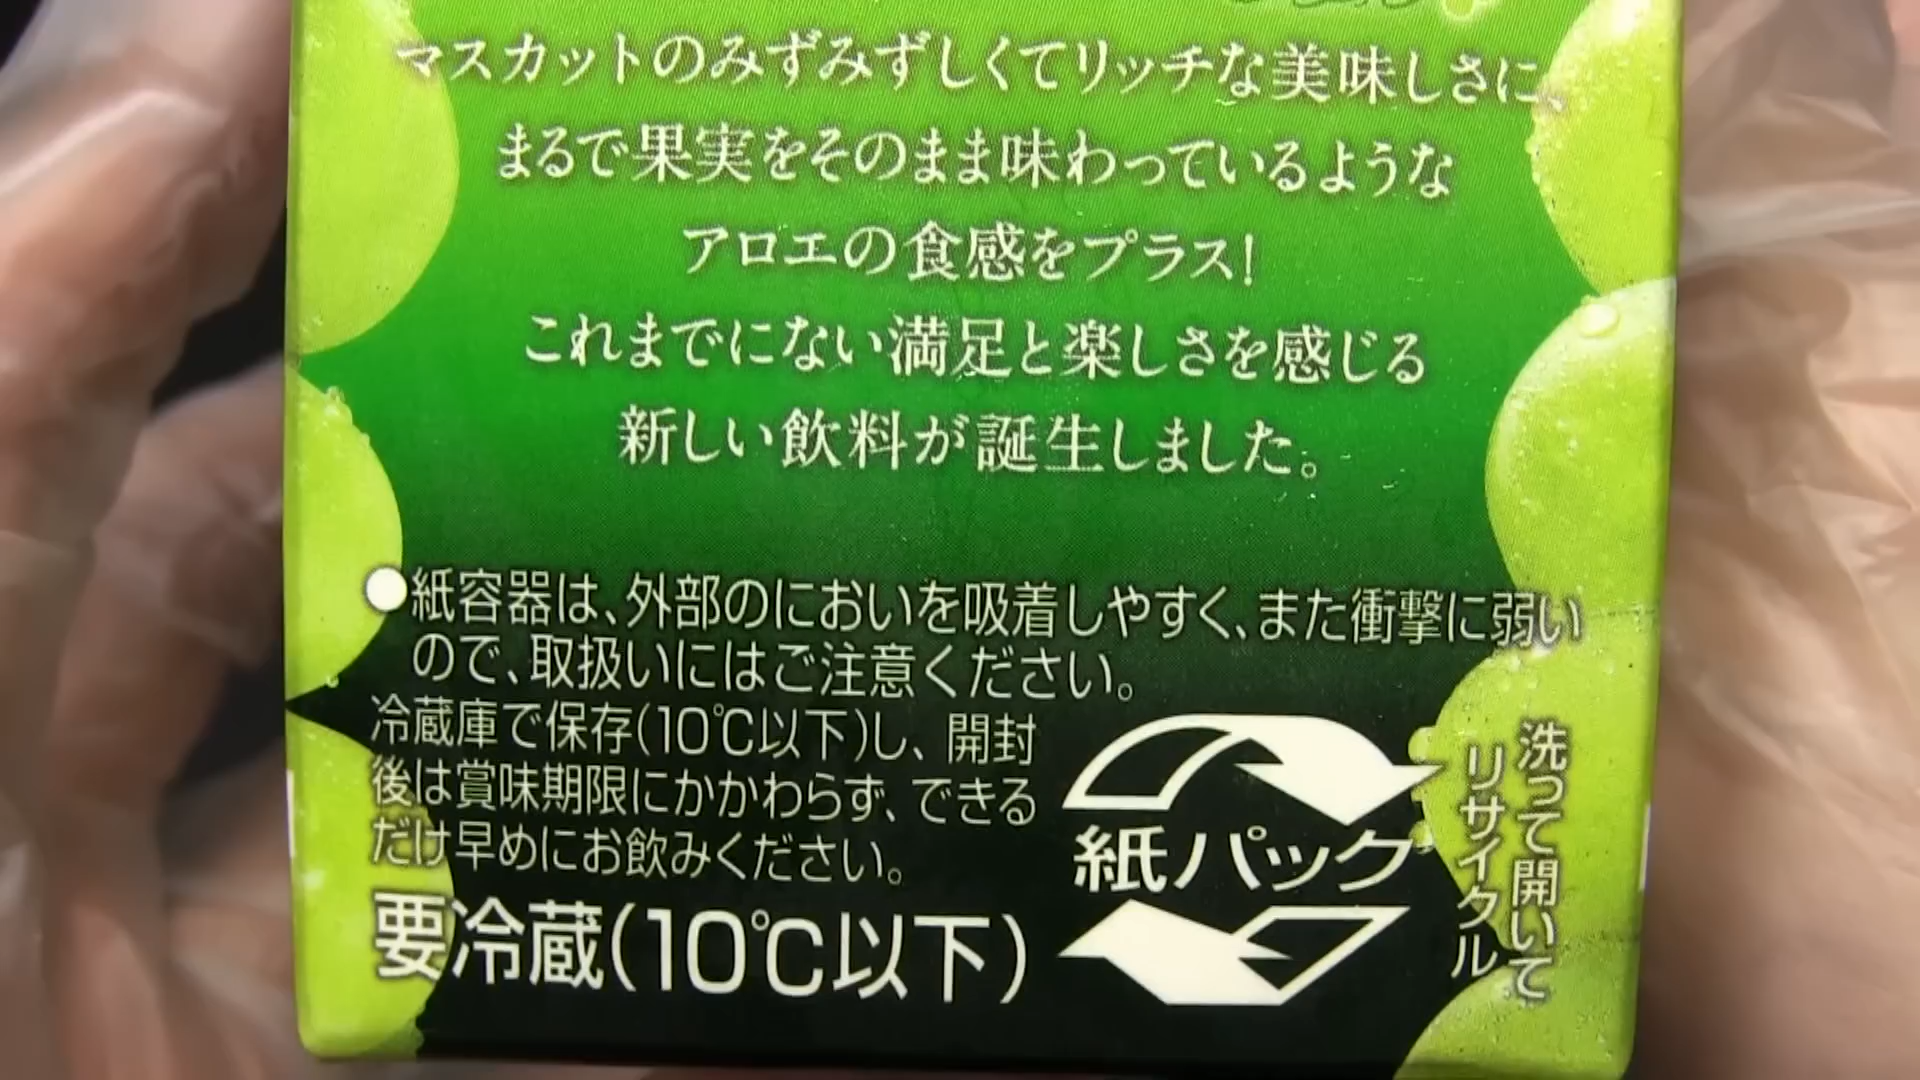 マスカットのみずみずしくてリッチな美味しさに、
まるで果実をそのまま味わっているような
アロエの食感をプラス!
これまでにない満足と楽しさを感じる
新しい飲料が誕生しました。
●紙容器は、外部のにおいを吸着しやすく、また衝撃に弱い
ので、取扱いにはご注意ください。
冷蔵庫で保存(10℃以下)し、開封
後は賞味期限にかかわらず、できる
だけ早めにお飲みください。
要冷蔵(10℃以下)
紙パック
洗って開いて
リサイクル